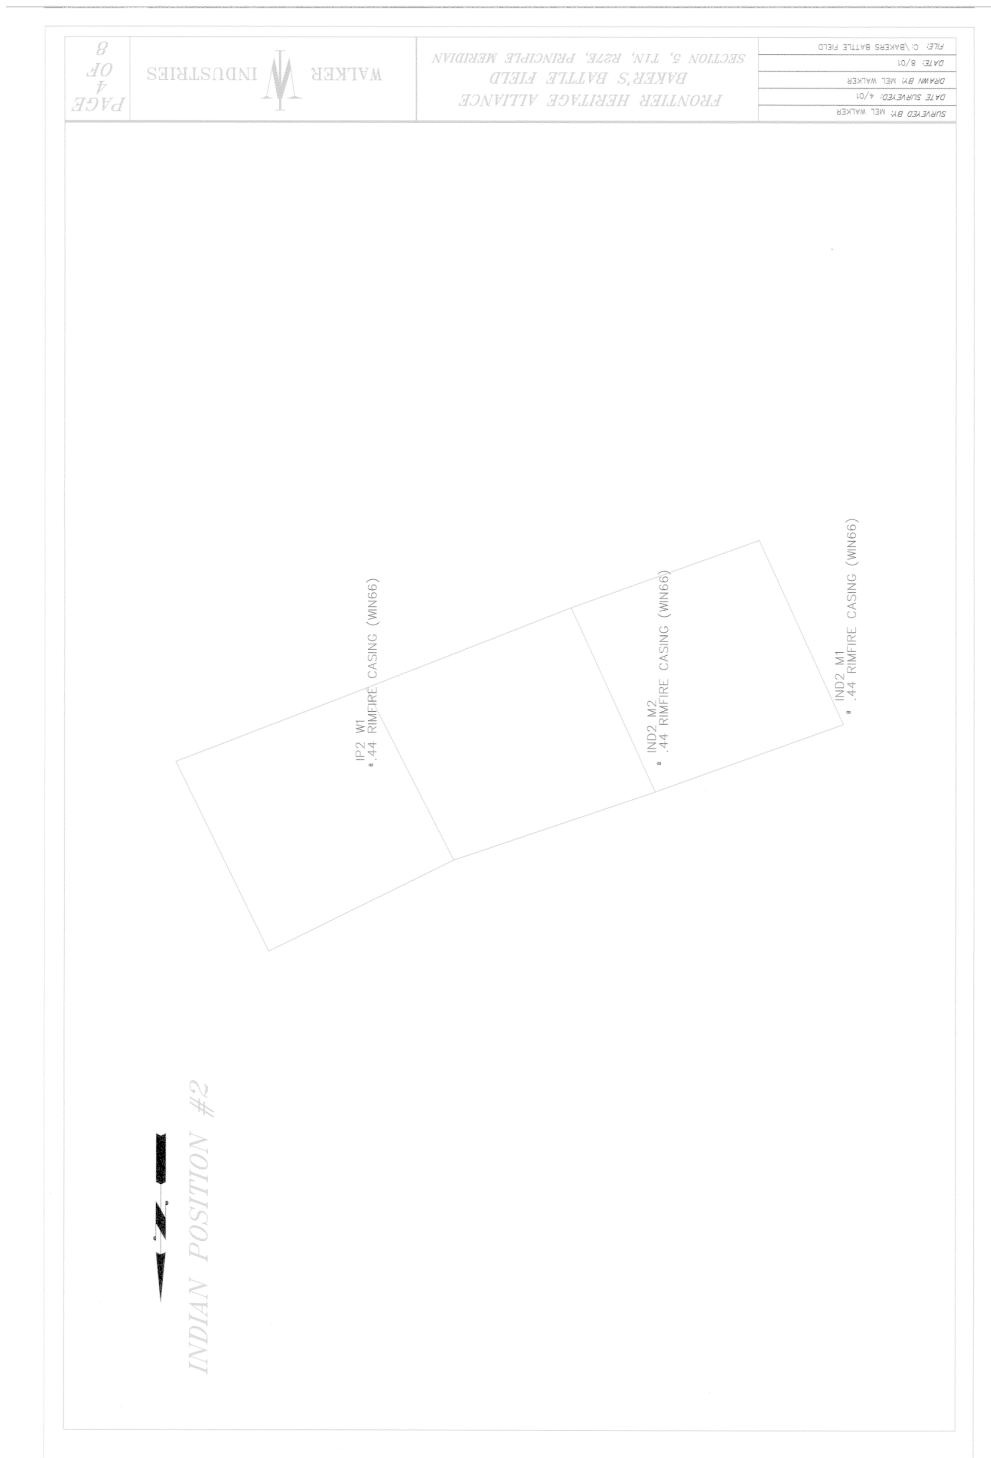 INDIAN POSITION #2
N
IP2 W1
.44 RIMFIRE CASING (WIN66)
IND2 M2
.44 RIMFIRE CASING (WIN66)
IND2 M1
.44 RIMFIRE CASING (WIN66)
SURVEYED BY: MEL WALKER
DATE SURVEYED: 4/01
DRAWN BY: MEL WALKER
DATE: 8/01
FILE: C:\BAKERS BATTLE FIELD
FRONTIER HERITAGE ALLIANCE
BAKER'S BATTLE FIELD
SECTION 5, T1N, R27E, PRINCIPLE MERIDIAN
WALKER INDUSTRIES
PAGE
4
OF
8